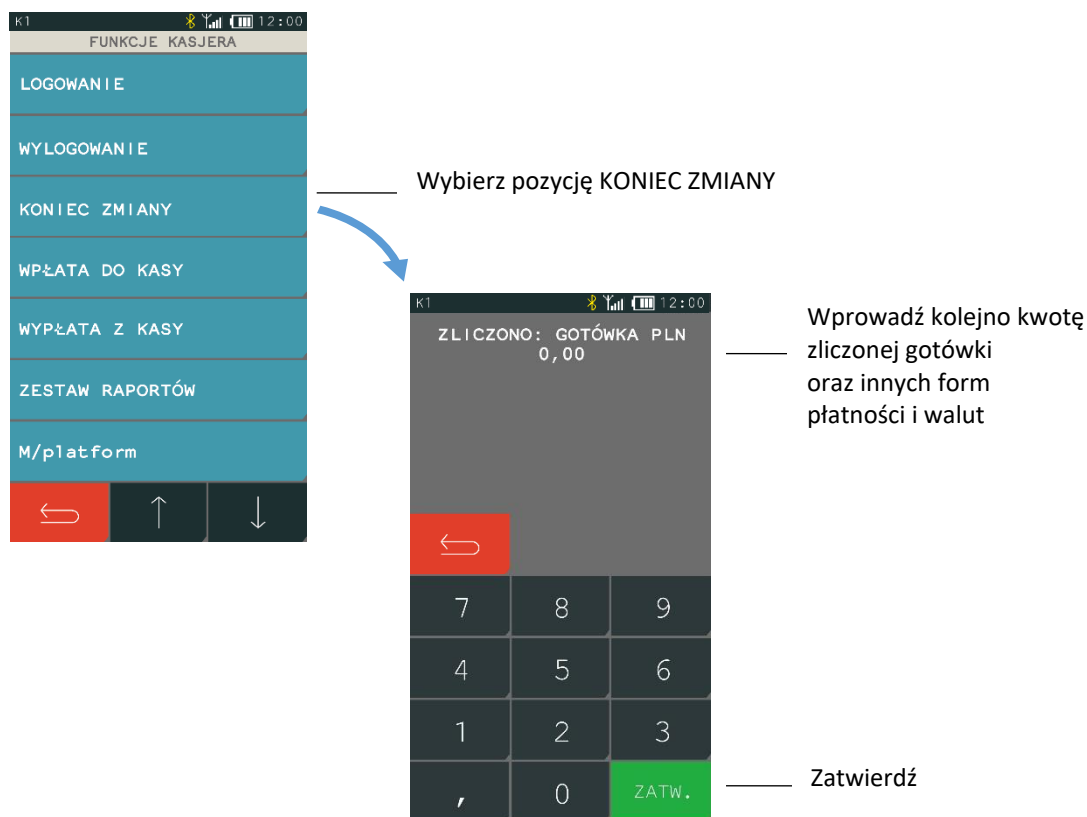 K1 12:00
FUNKCJE KASJERA
LOGOWANIE
WYLOGOWANIE
KONIEC ZMIANY
WPŁATA DO KASY
WYPŁATA Z KASY
ZESTAW RAPORTÓW
M/platform
Wybierz pozycję KONIEC ZMIANY
K1 12:00
ZLICZONO: GOTÓWKA PLN
0,00
7 8 9
4 5 6
1 2 3
, 0 ZATW.
Wprowadź kolejno kwotę
zliczonej gotówki
oraz innych form
płatności i walut
Zatwierdź